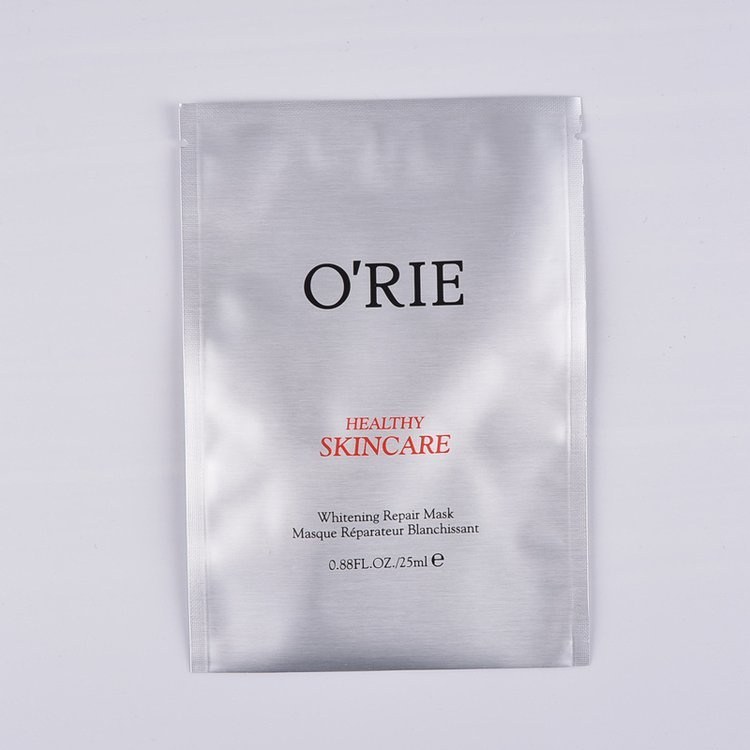 O'RIE
HEALTHY
SKINCARE
Whitening Repair Mask
Masque Réparateur Blanchissant
0.88FL.OZ./25ml ℮